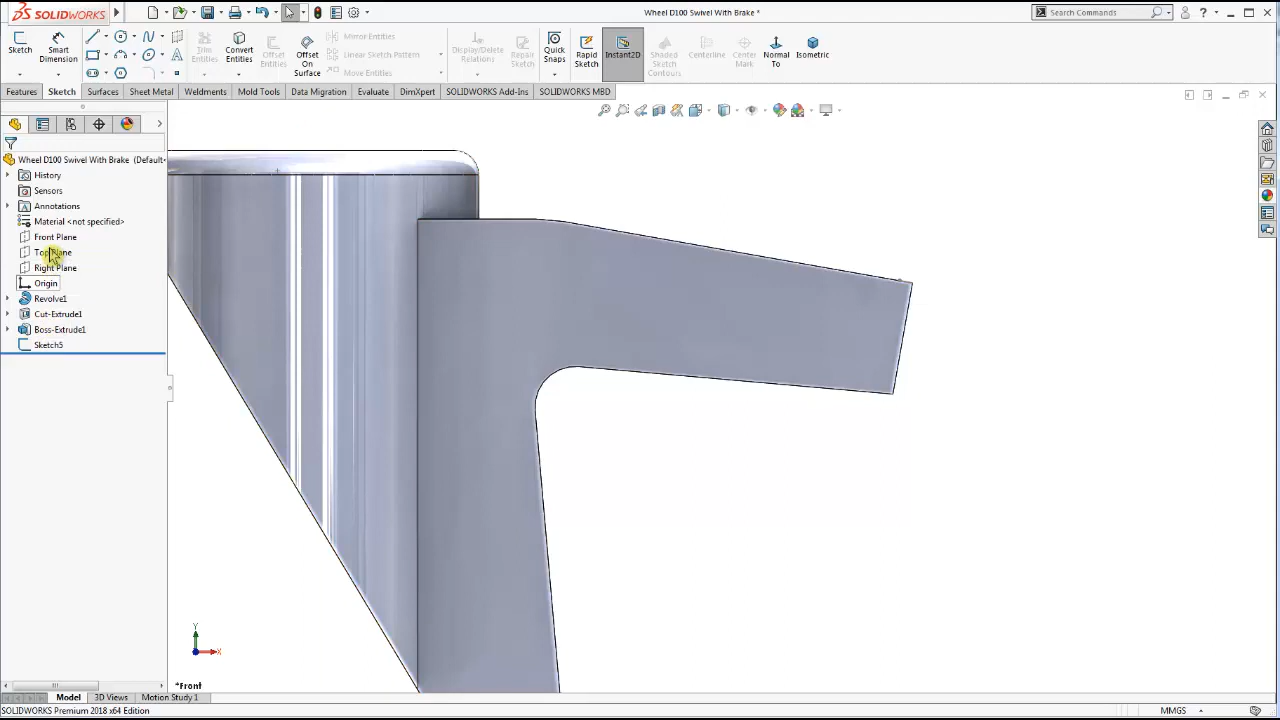 SOLIDWORKS
Wheel D100 Swivel With Brake *
Search Commands
Sketch
Smart Dimension
Trim Entities
Convert Entities
Offset Entities
Offset On Surface
Mirror Entities
Linear Sketch Pattern
Move Entities
Display/Delete Relations
Repair Sketch
Quick Snaps
Rapid Sketch
Instant2D
Shaded Sketch Contours
Centerline
Center Mark
Normal To
Isometric
Features
Sketch
Surfaces
Sheet Metal
Weldments
Mold Tools
Data Migration
Evaluate
DimXpert
SOLIDWORKS Add-Ins
SOLIDWORKS MBD
Wheel D100 Swivel With Brake (Default
History
Sensors
Annotations
Material <not specified>
Front Plane
Top Plane
Right Plane
Origin
Revolve1
Cut-Extrude1
Boss-Extrude1
Sketch5
Y
X
*Front
Model
3D Views
Motion Study 1
SOLIDWORKS Premium 2018 x64 Edition
MMGS